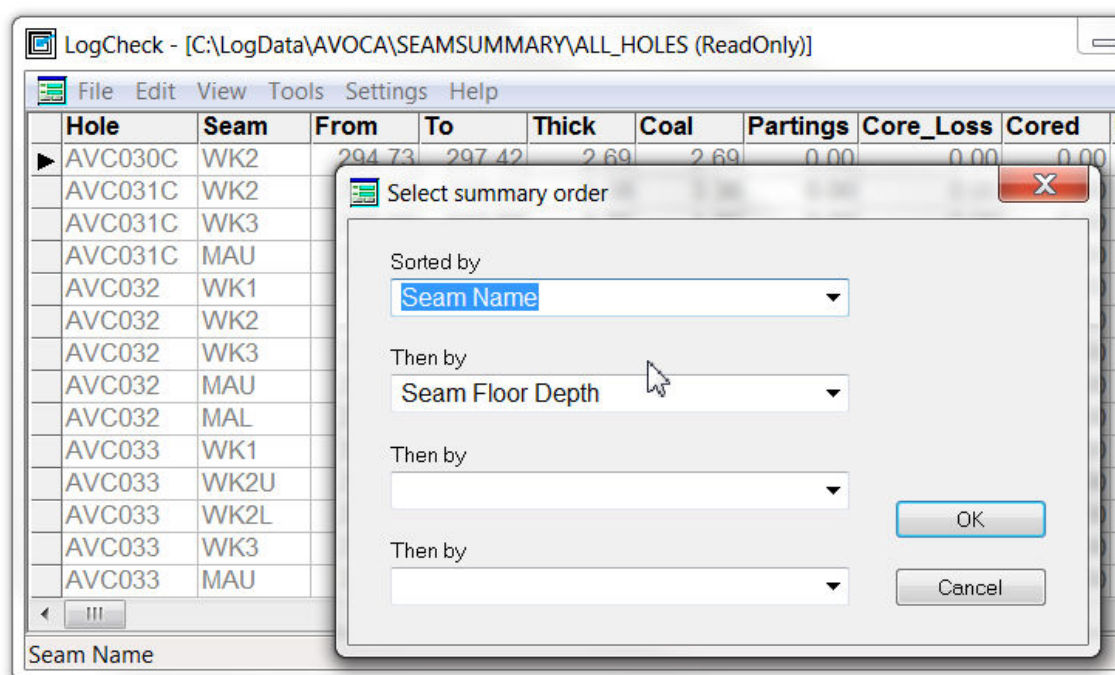 LogCheck - [C:\LogData\AVOCA\SEAMSUMMARY\ALL_HOLES (ReadOnly)]
File Edit View Tools Settings Help
Hole Seam From To Thick Coal Partings Core_Loss Cored
AVC030C WK2 294.73 297.42 2.69 2.69 0.00 0.00 0.00
AVC031C WK2
AVC031C WK3
AVC031C MAU
AVC032 WK1
AVC032 WK2
AVC032 WK3
AVC032 MAU
AVC032 MAL
AVC033 WK1
AVC033 WK2U
AVC033 WK2L
AVC033 WK3
AVC033 MAU
Seam Name
Select summary order
Sorted by
Seam Name
Then by
Seam Floor Depth
Then by
Then by
OK
Cancel